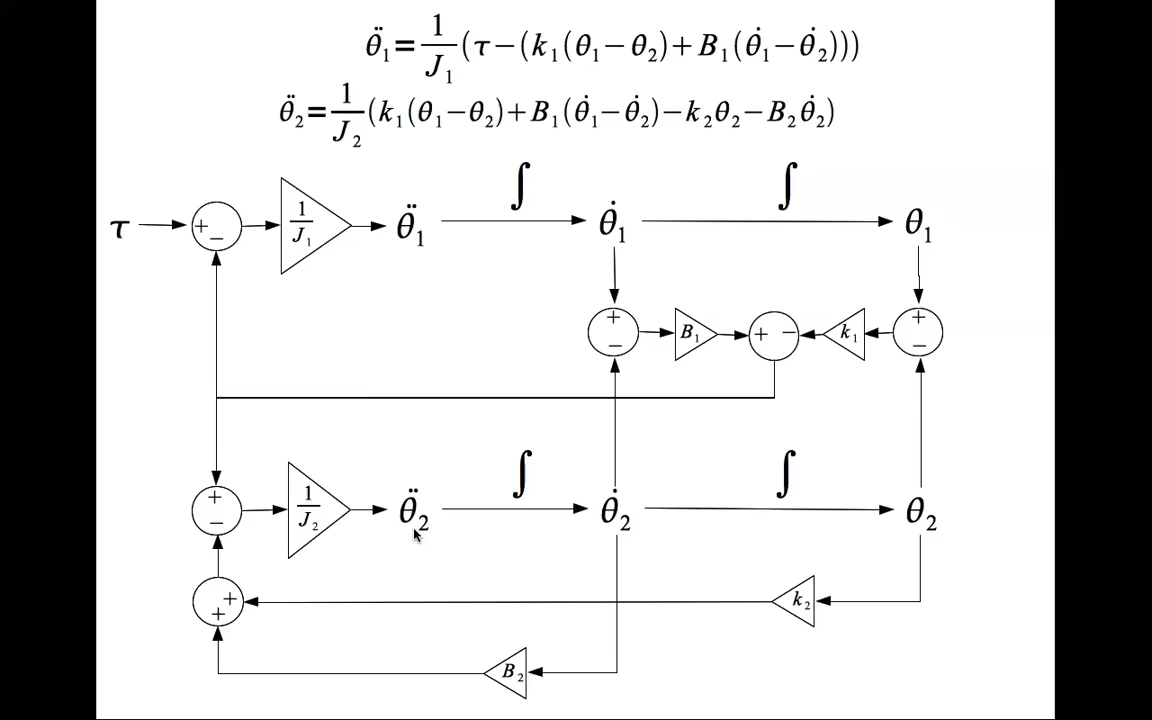 θ̈₁=1/J₁(τ−(k₁(θ₁−θ₂)+B₁(θ̇₁−θ̇₂)))
θ̈₂=1/J₂(k₁(θ₁−θ₂)+B₁(θ̇₁−θ̇₂)−k₂θ₂−B₂θ̇₂)
∫ ∫
τ + − 1/J₁ θ̈₁ θ̇₁ θ₁
+ − B₁ + − k₁ + −
∫ ∫
+ − 1/J₂ θ̈₂ θ̇₂ θ₂
+ + k₂
B₂